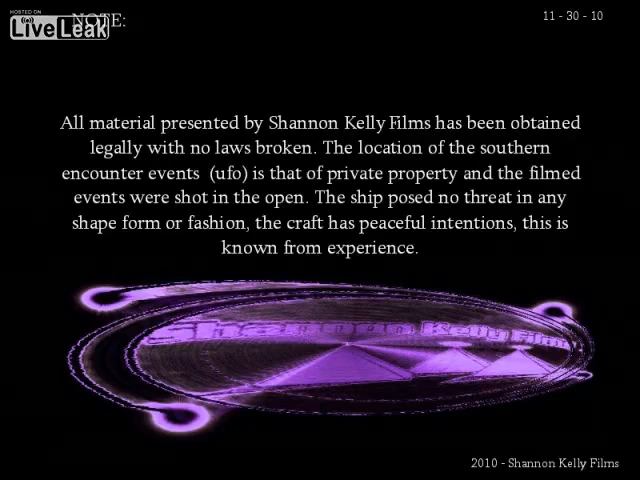 HOSTED ON
LiveLeak
NOTE:
11 - 30 - 10
All material presented by Shannon Kelly Films has been obtained
legally with no laws broken. The location of the southern
encounter events (ufo) is that of private property and the filmed
events were shot in the open. The ship posed no threat in any
shape form or fashion, the craft has peaceful intentions, this is
known from experience.
Shannon Kelly Films
2010 - Shannon Kelly Films